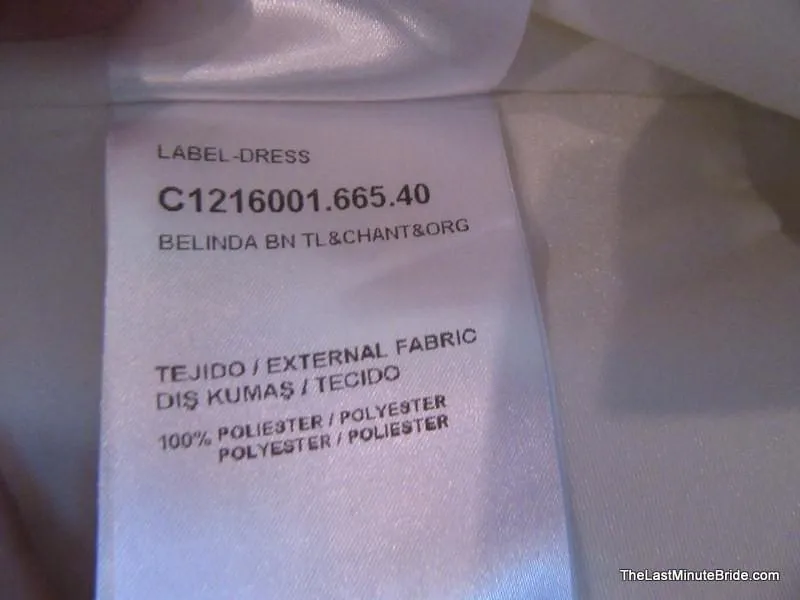 LABEL-DRESS
C1216001.665.40
BELINDA BN TL&CHANT&ORG
TEJIDO / EXTERNAL FABRIC
DIŞ KUMAŞ / TECIDO
100% POLIESTER / POLYESTER
POLYESTER / POLIESTER
TheLastMinuteBride.com